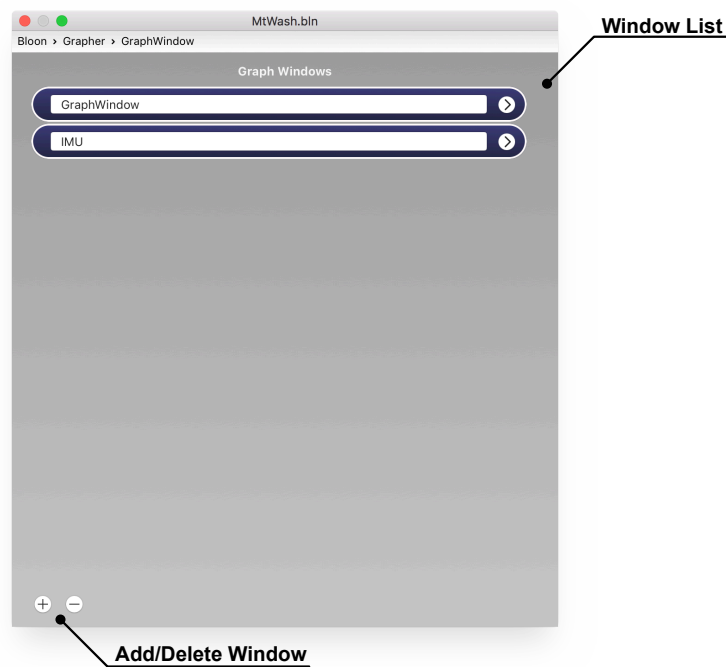 MtWash.bln
Window List
Bloon › Grapher › GraphWindow
Graph Windows
GraphWindow
IMU
Add/Delete Window